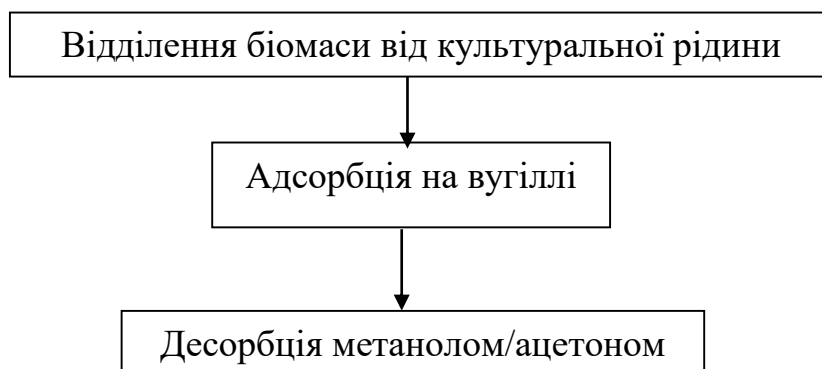 Відділення біомаси від культуральної рідини
Адсорбція на вугіллі
Десорбція метанолом/ацетоном